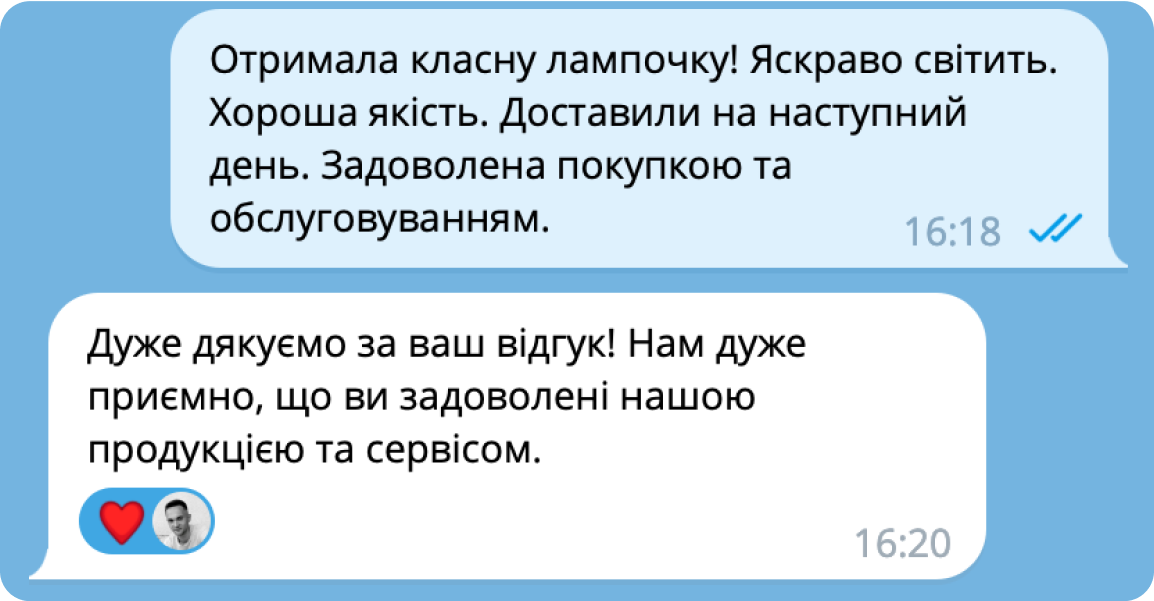 Отримала класну лампочку! Яскраво світить.
Хороша якість. Доставили на наступний
день. Задоволена покупкою та
обслуговуванням.
16:18
Дуже дякуємо за ваш відгук! Нам дуже
приємно, що ви задоволені нашою
продукцією та сервісом.
16:20